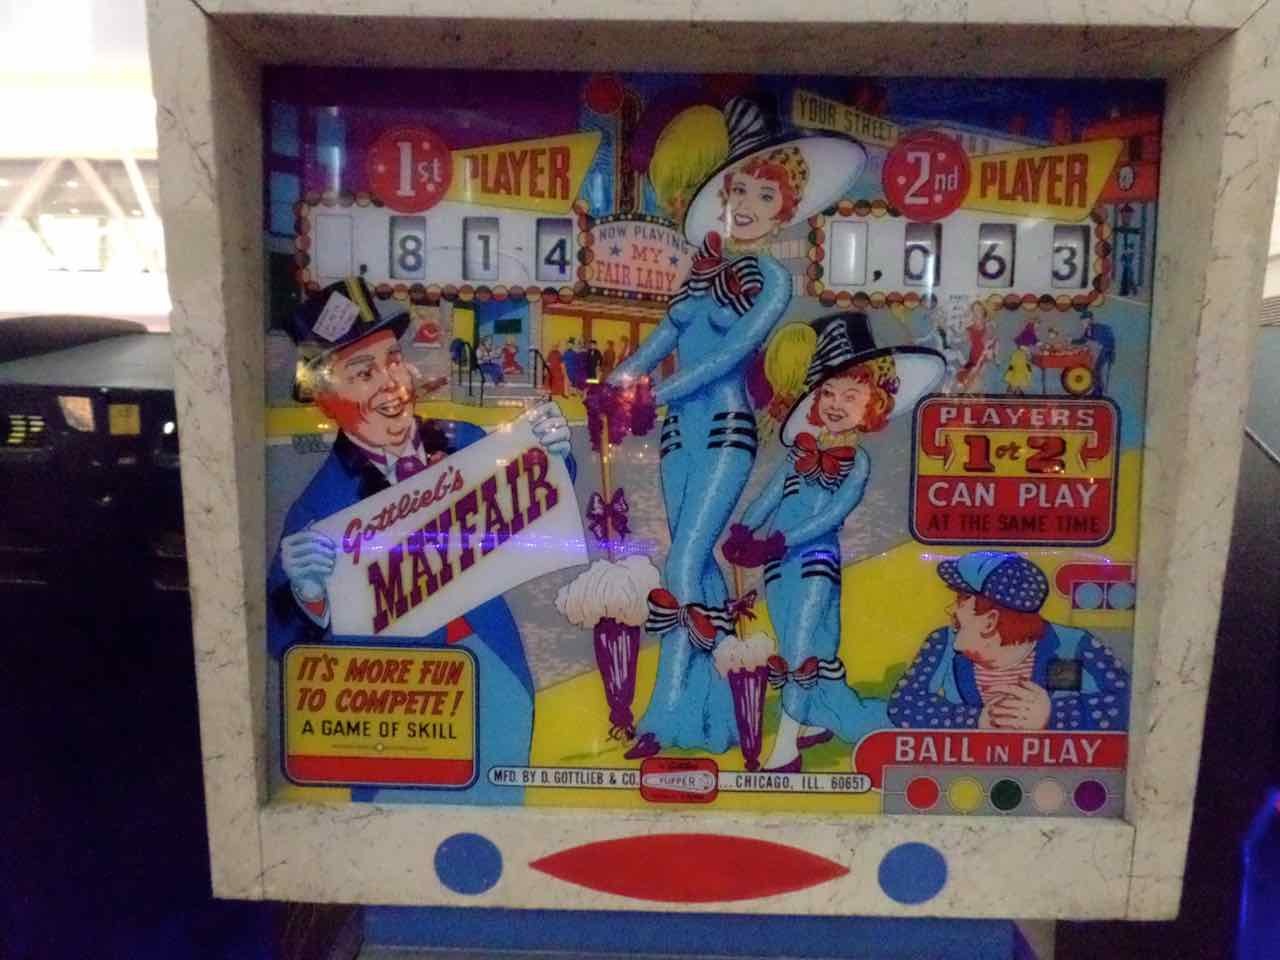 YOUR STREET
1st PLAYER
2nd PLAYER
,814
,063
NOW PLAYING
MY
FAIR LADY
PLAYERS
1 or 2
CAN PLAY
AT THE SAME TIME
Gottlieb's
MAYFAIR
IT'S MORE FUN
TO COMPETE!
A GAME OF SKILL
BALL IN PLAY
MFD. BY D. GOTTLIEB & CO. FLIPPER ...CHICAGO, ILL. 60651